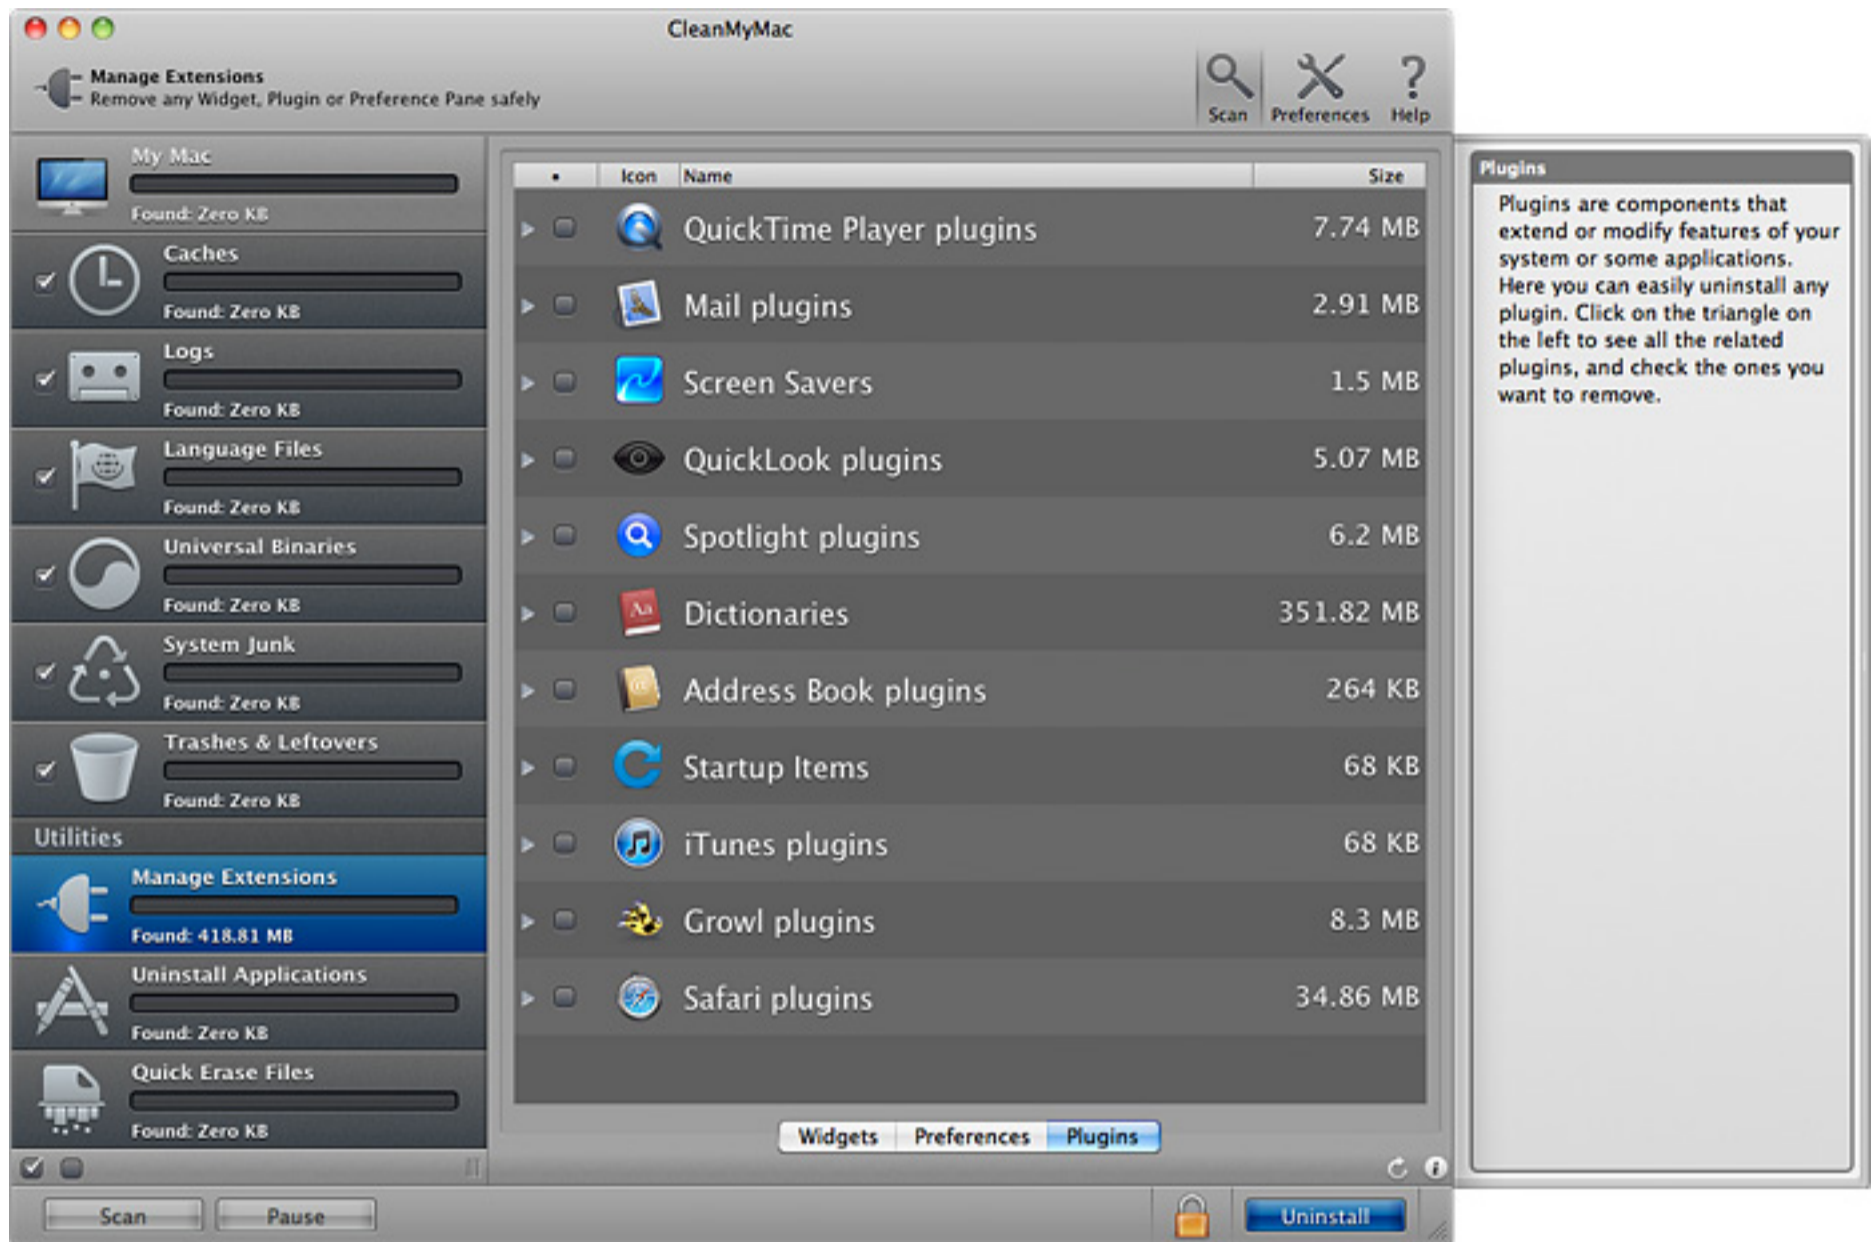 CleanMyMac
Manage Extensions
Remove any Widget, Plugin or Preference Pane safely
Scan
Preferences
Help
My Mac
Found: Zero KB
Caches
Found: Zero KB
Logs
Found: Zero KB
Language Files
Found: Zero KB
Universal Binaries
Found: Zero KB
System Junk
Found: Zero KB
Trashes & Leftovers
Found: Zero KB
Utilities
Manage Extensions
Found: 418.81 MB
Uninstall Applications
Found: Zero KB
Quick Erase Files
Found: Zero KB
Scan
Pause
Icon Name Size
QuickTime Player plugins 7.74 MB
Mail plugins 2.91 MB
Screen Savers 1.5 MB
QuickLook plugins 5.07 MB
Spotlight plugins 6.2 MB
Aa
Dictionaries 351.82 MB
@
Address Book plugins 264 KB
Startup Items 68 KB
iTunes plugins 68 KB
Growl plugins 8.3 MB
Safari plugins 34.86 MB
Widgets Preferences Plugins
i
Uninstall
Plugins
Plugins are components that
extend or modify features of your
system or some applications.
Here you can easily uninstall any
plugin. Click on the triangle on
the left to see all the related
plugins, and check the ones you
want to remove.